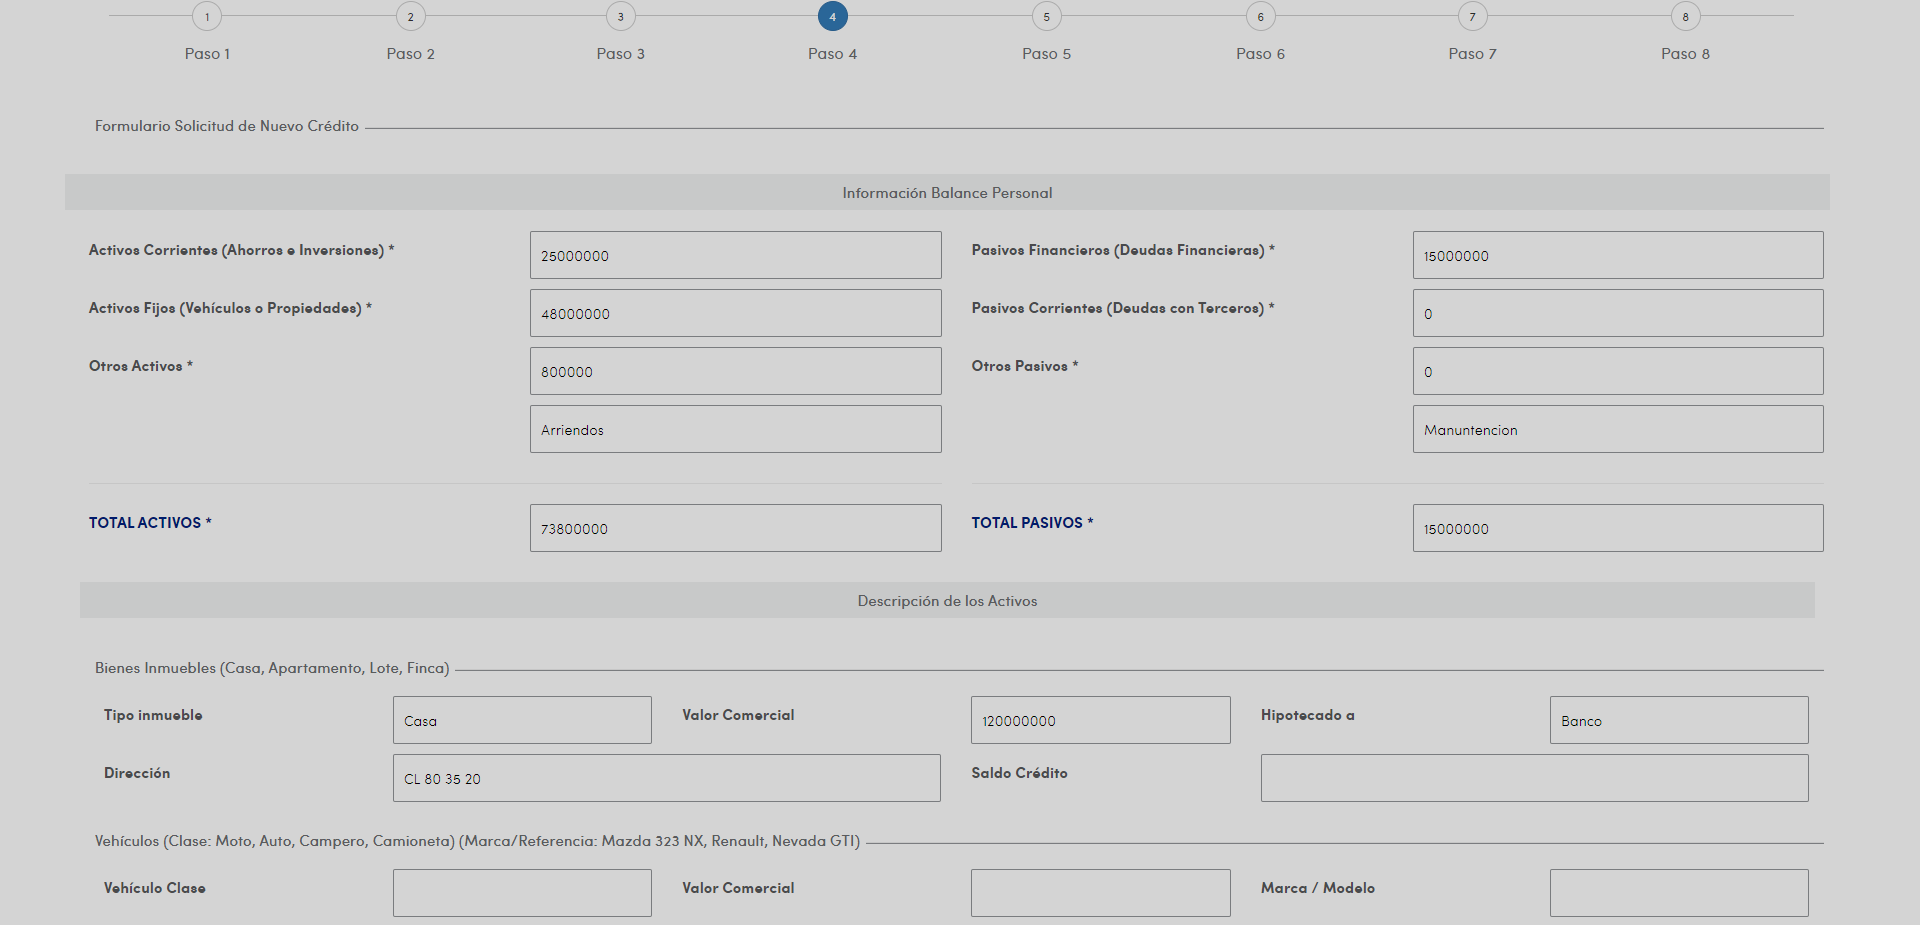 1 2 3 4 5 6 7 8
Paso 1 Paso 2 Paso 3 Paso 4 Paso 5 Paso 6 Paso 7 Paso 8
Formulario Solicitud de Nuevo Crédito
Información Balance Personal
Activos Corrientes (Ahorros e Inversiones) * 25000000 Pasivos Financieros (Deudas Financieras) * 15000000
Activos Fijos (Vehículos o Propiedades) * 48000000 Pasivos Corrientes (Deudas con Terceros) * 0
Otros Activos * 800000 Otros Pasivos * 0
Arriendos Manuntencion
TOTAL ACTIVOS * 73800000 TOTAL PASIVOS * 15000000
Descripción de los Activos
Bienes Inmuebles (Casa, Apartamento, Lote, Finca)
Tipo inmueble Casa Valor Comercial 120000000 Hipotecado a Banco
Dirección CL 80 35 20 Saldo Crédito
Vehículos (Clase: Moto, Auto, Campero, Camioneta) (Marca/Referencia: Mazda 323 NX, Renault, Nevada GTI)
Vehículo Clase Valor Comercial Marca / Modelo